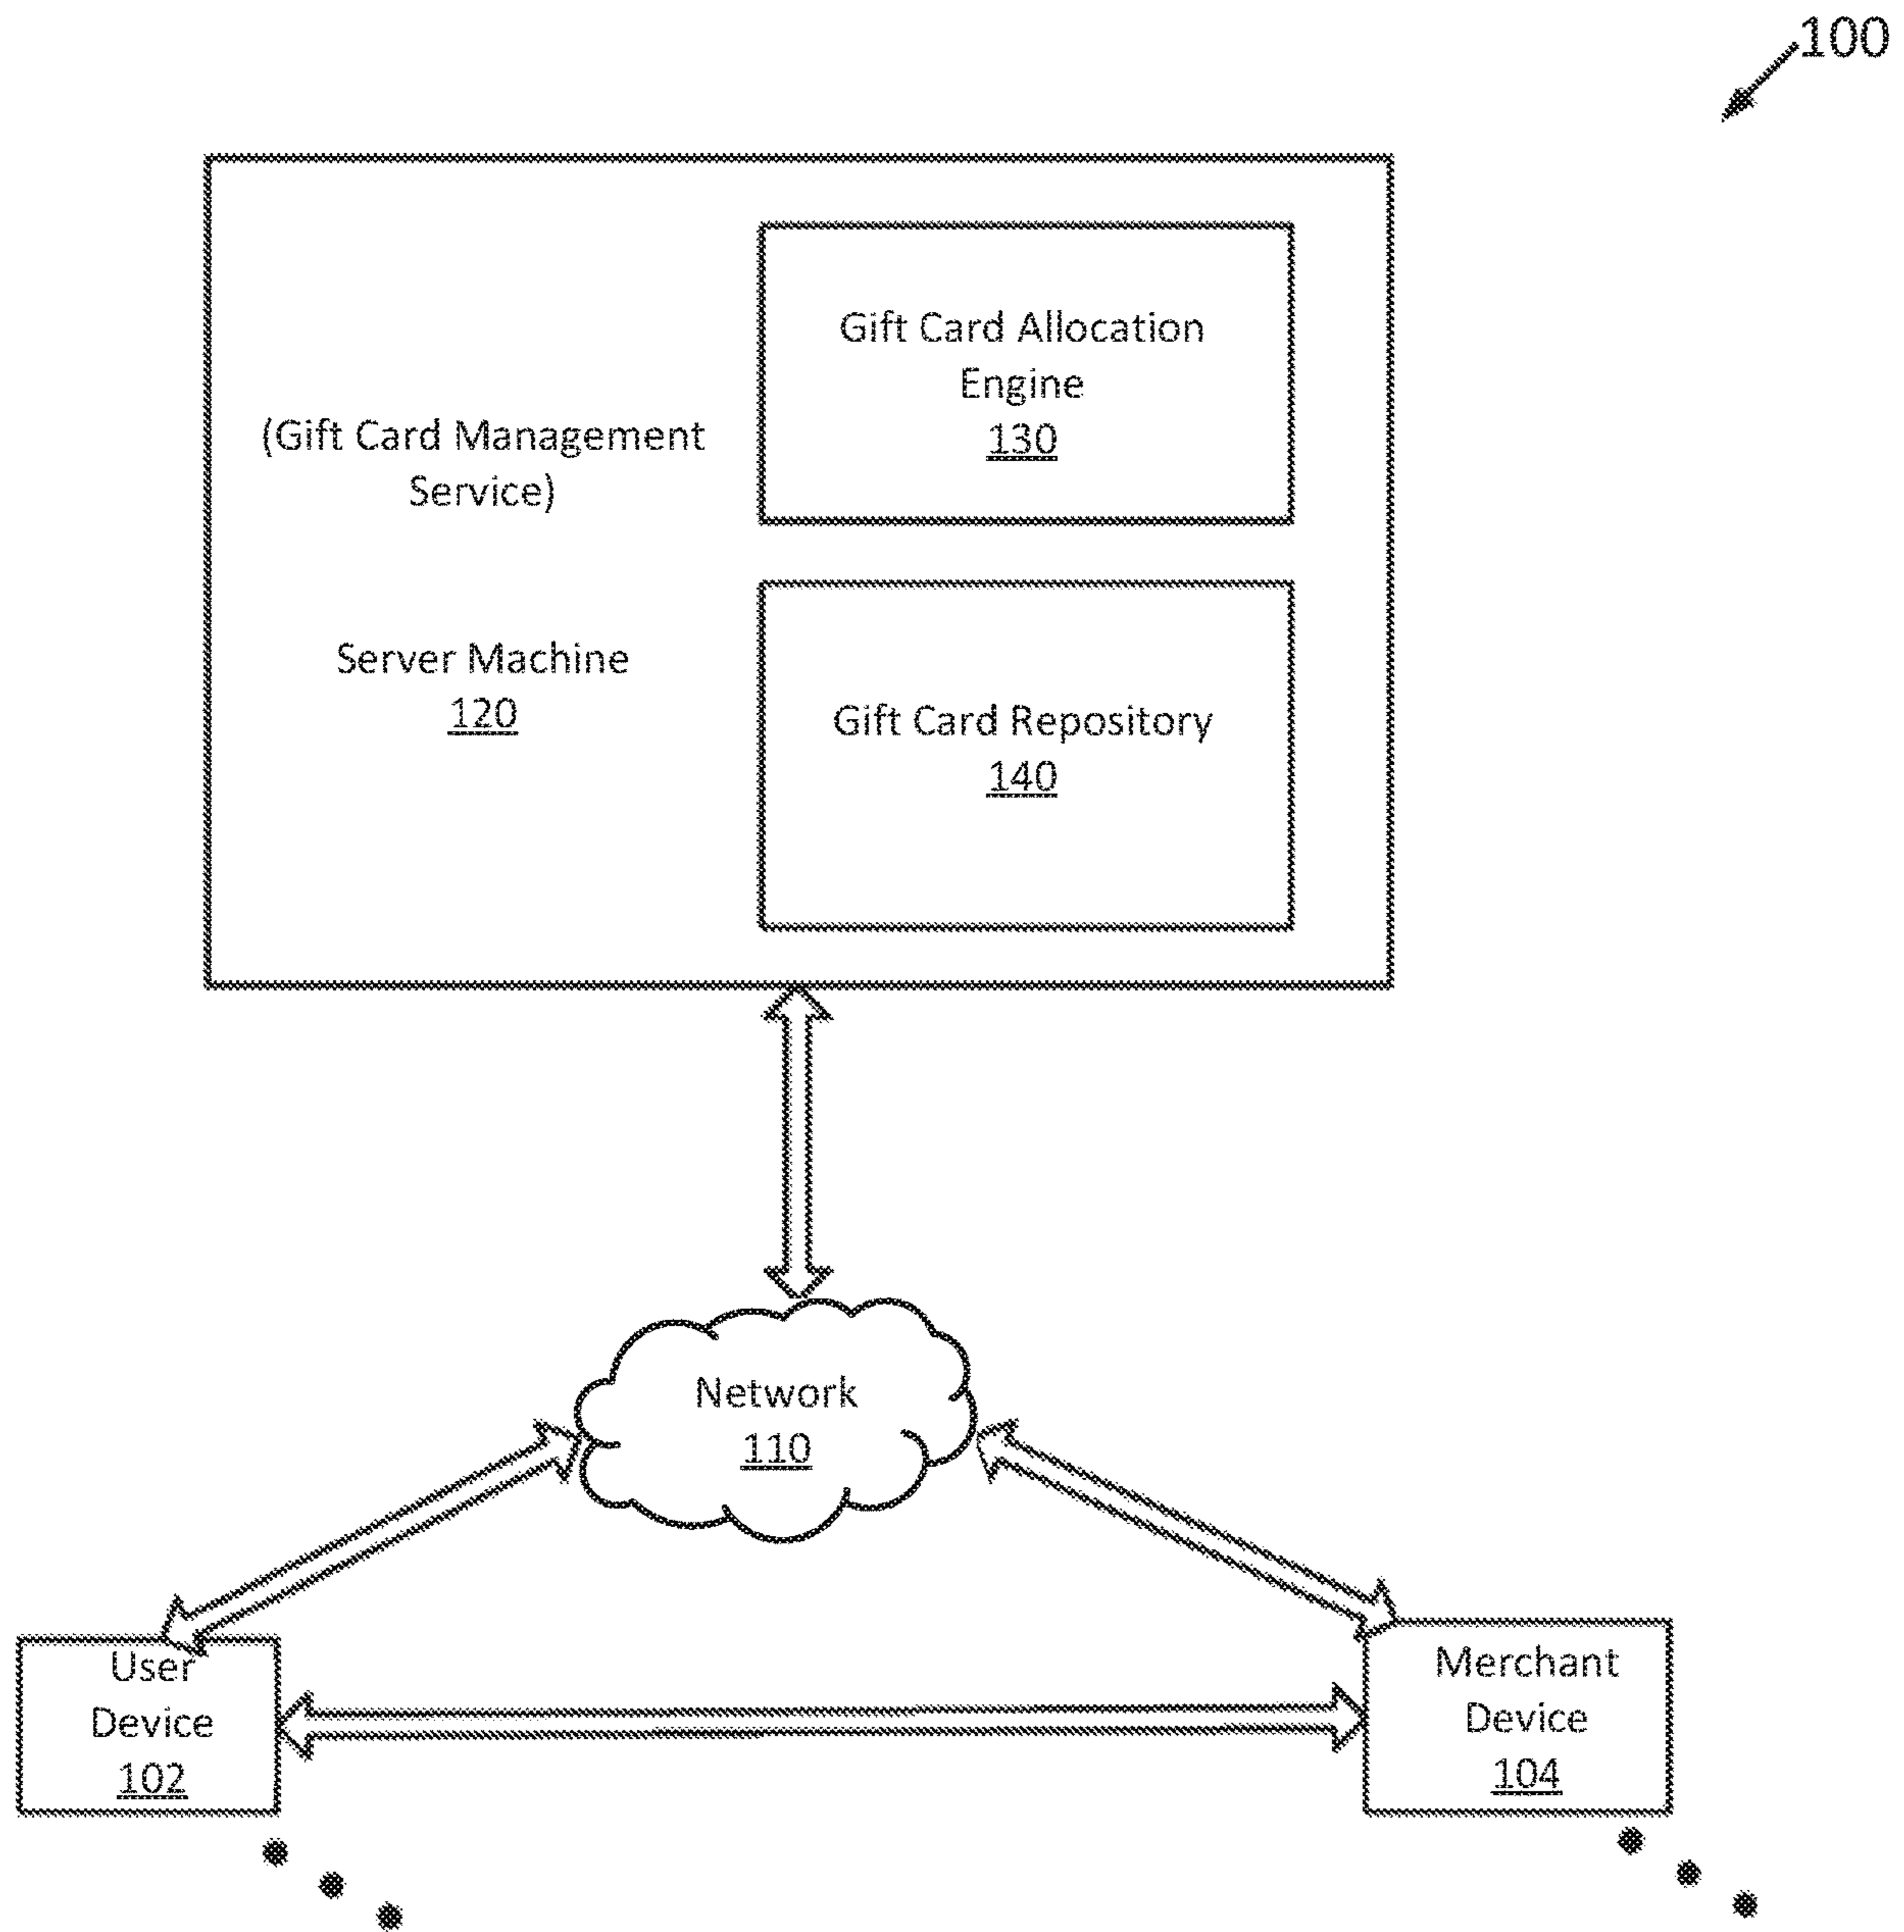 100
Gift Card Allocation
Engine
130
(Gift Card Management
Service)
Server Machine
120
Gift Card Repository
140
Network
110
User
Device
102
Merchant
Device
104